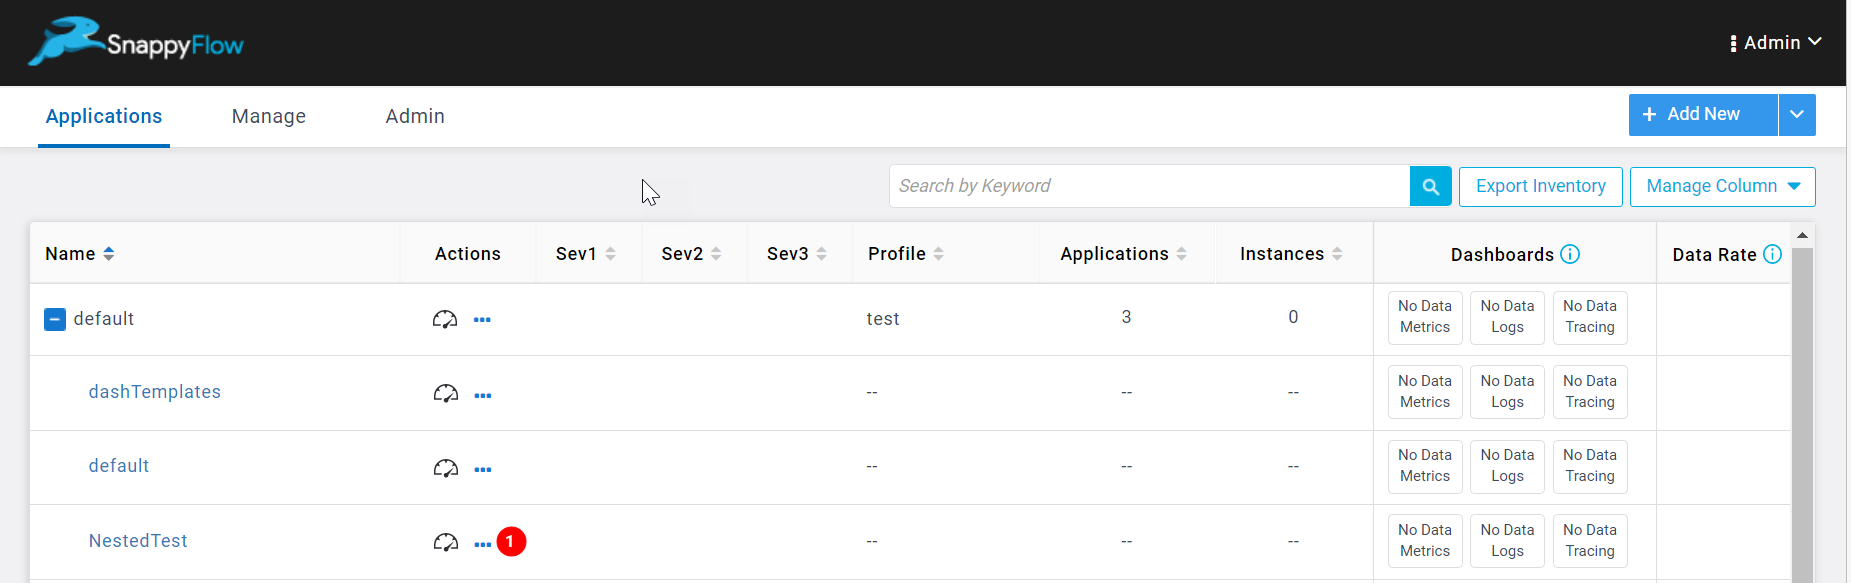 SnappyFlow
Admin
Applications Manage Admin
+ Add New
Search by Keyword
Export Inventory
Manage Column
Name Actions Sev1 Sev2 Sev3 Profile Applications Instances Dashboards Data Rate
default test 3 0 No Data Metrics No Data Logs No Data Tracing
dashTemplates -- -- -- No Data Metrics No Data Logs No Data Tracing
default -- -- -- No Data Metrics No Data Logs No Data Tracing
NestedTest 1 -- -- -- No Data Metrics No Data Logs No Data Tracing